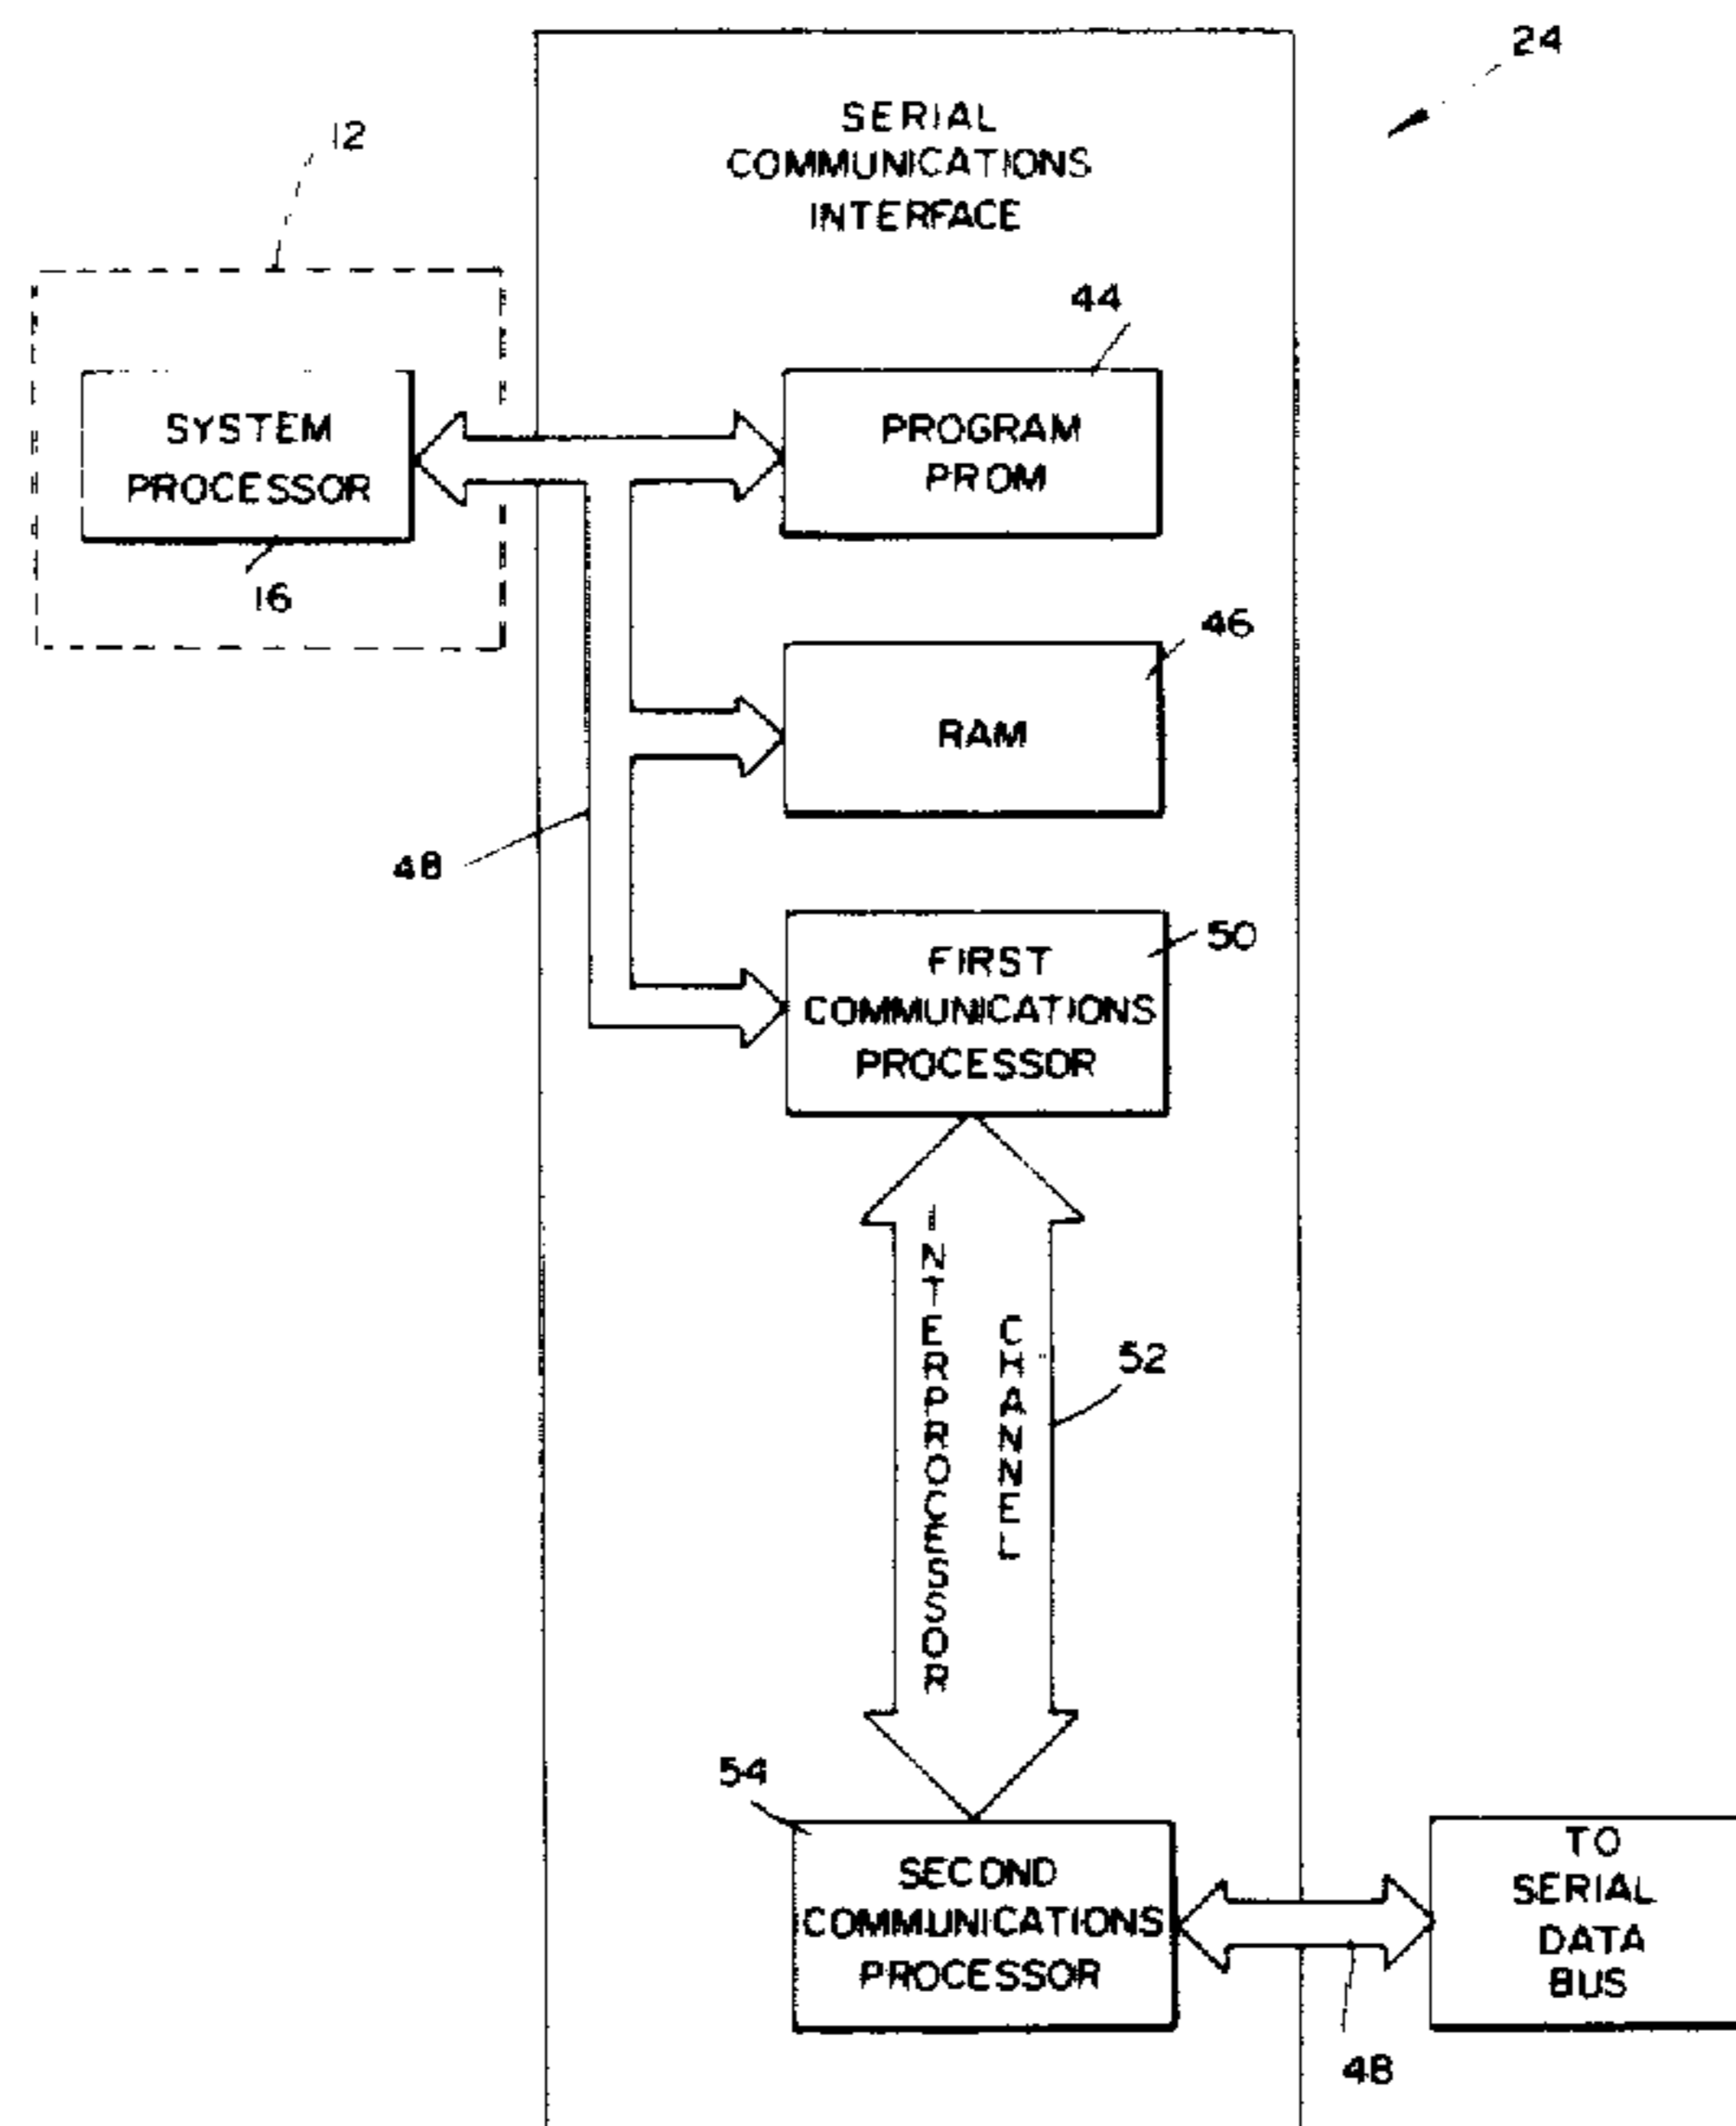 24
12
SERIAL
COMMUNICATIONS
INTERFACE
44
SYSTEM
PROCESSOR
16
PROGRAM
PROM
46
RAM
48
50
FIRST
COMMUNICATIONS
PROCESSOR
INTERPROCESSOR
CHANNEL
52
54
SECOND
COMMUNICATIONS
PROCESSOR
TO
SERIAL
DATA
BUS
48